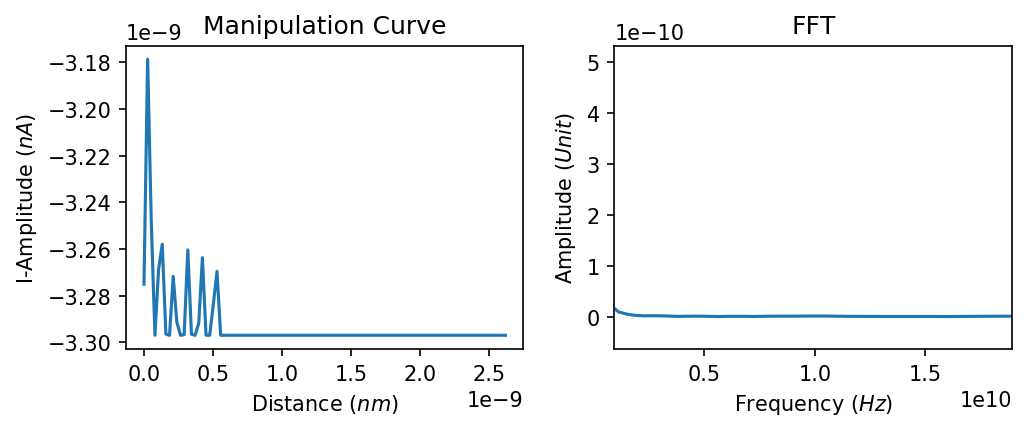 Manipulation Curve
1e−9
I-Amplitude (nA)
−3.18
−3.20
−3.22
−3.24
−3.26
−3.28
−3.30
0.0 0.5 1.0 1.5 2.0 2.5
Distance (nm)
1e−9
FFT
1e−10
Amplitude (Unit)
5
4
3
2
1
0
0.5 1.0 1.5
Frequency (Hz)
1e10